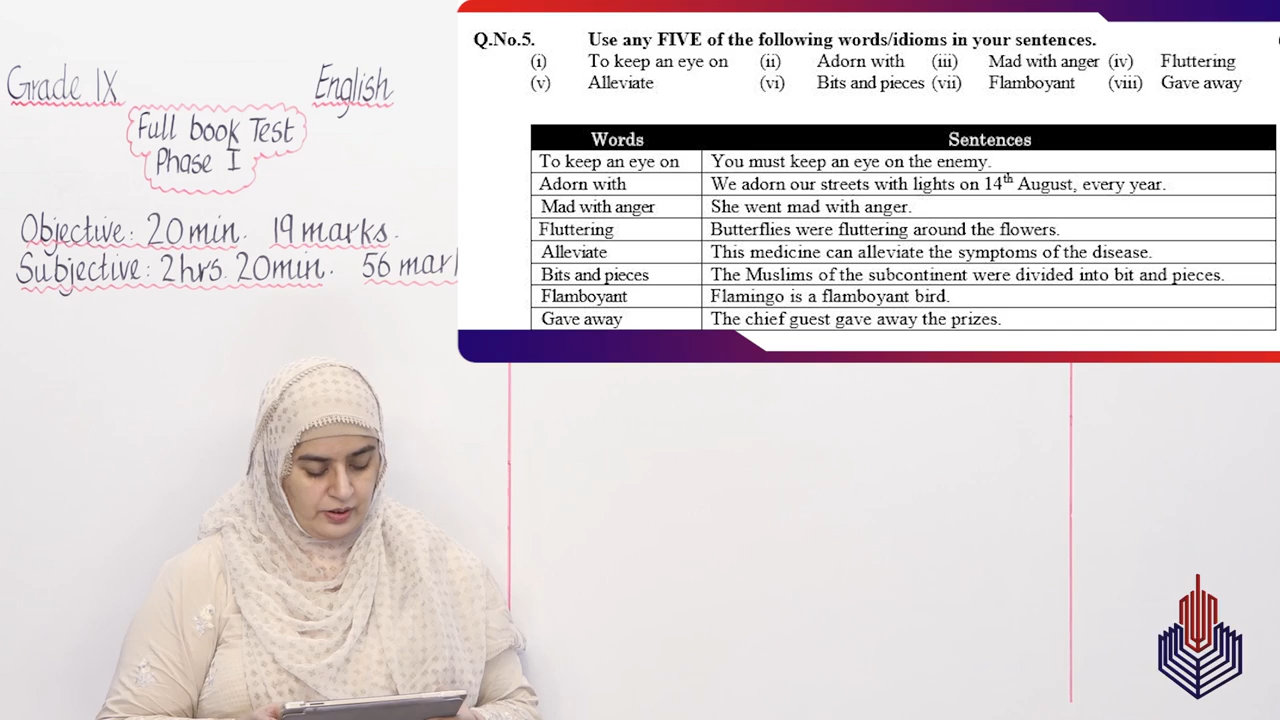 Grade IX English
Full book Test
Phase I
Objective: 20min. 19 marks.
Subjective: 2hrs. 20min. 56 mar
Q.No.5. Use any FIVE of the following words/idioms in your sentences.
(i) To keep an eye on (ii) Adorn with (iii) Mad with anger (iv) Fluttering
(v) Alleviate (vi) Bits and pieces (vii) Flamboyant (viii) Gave away
Words Sentences
To keep an eye on You must keep an eye on the enemy.
Adorn with We adorn our streets with lights on 14th August, every year.
Mad with anger She went mad with anger.
Fluttering Butterflies were fluttering around the flowers.
Alleviate This medicine can alleviate the symptoms of the disease.
Bits and pieces The Muslims of the subcontinent were divided into bit and pieces.
Flamboyant Flamingo is a flamboyant bird.
Gave away The chief guest gave away the prizes.